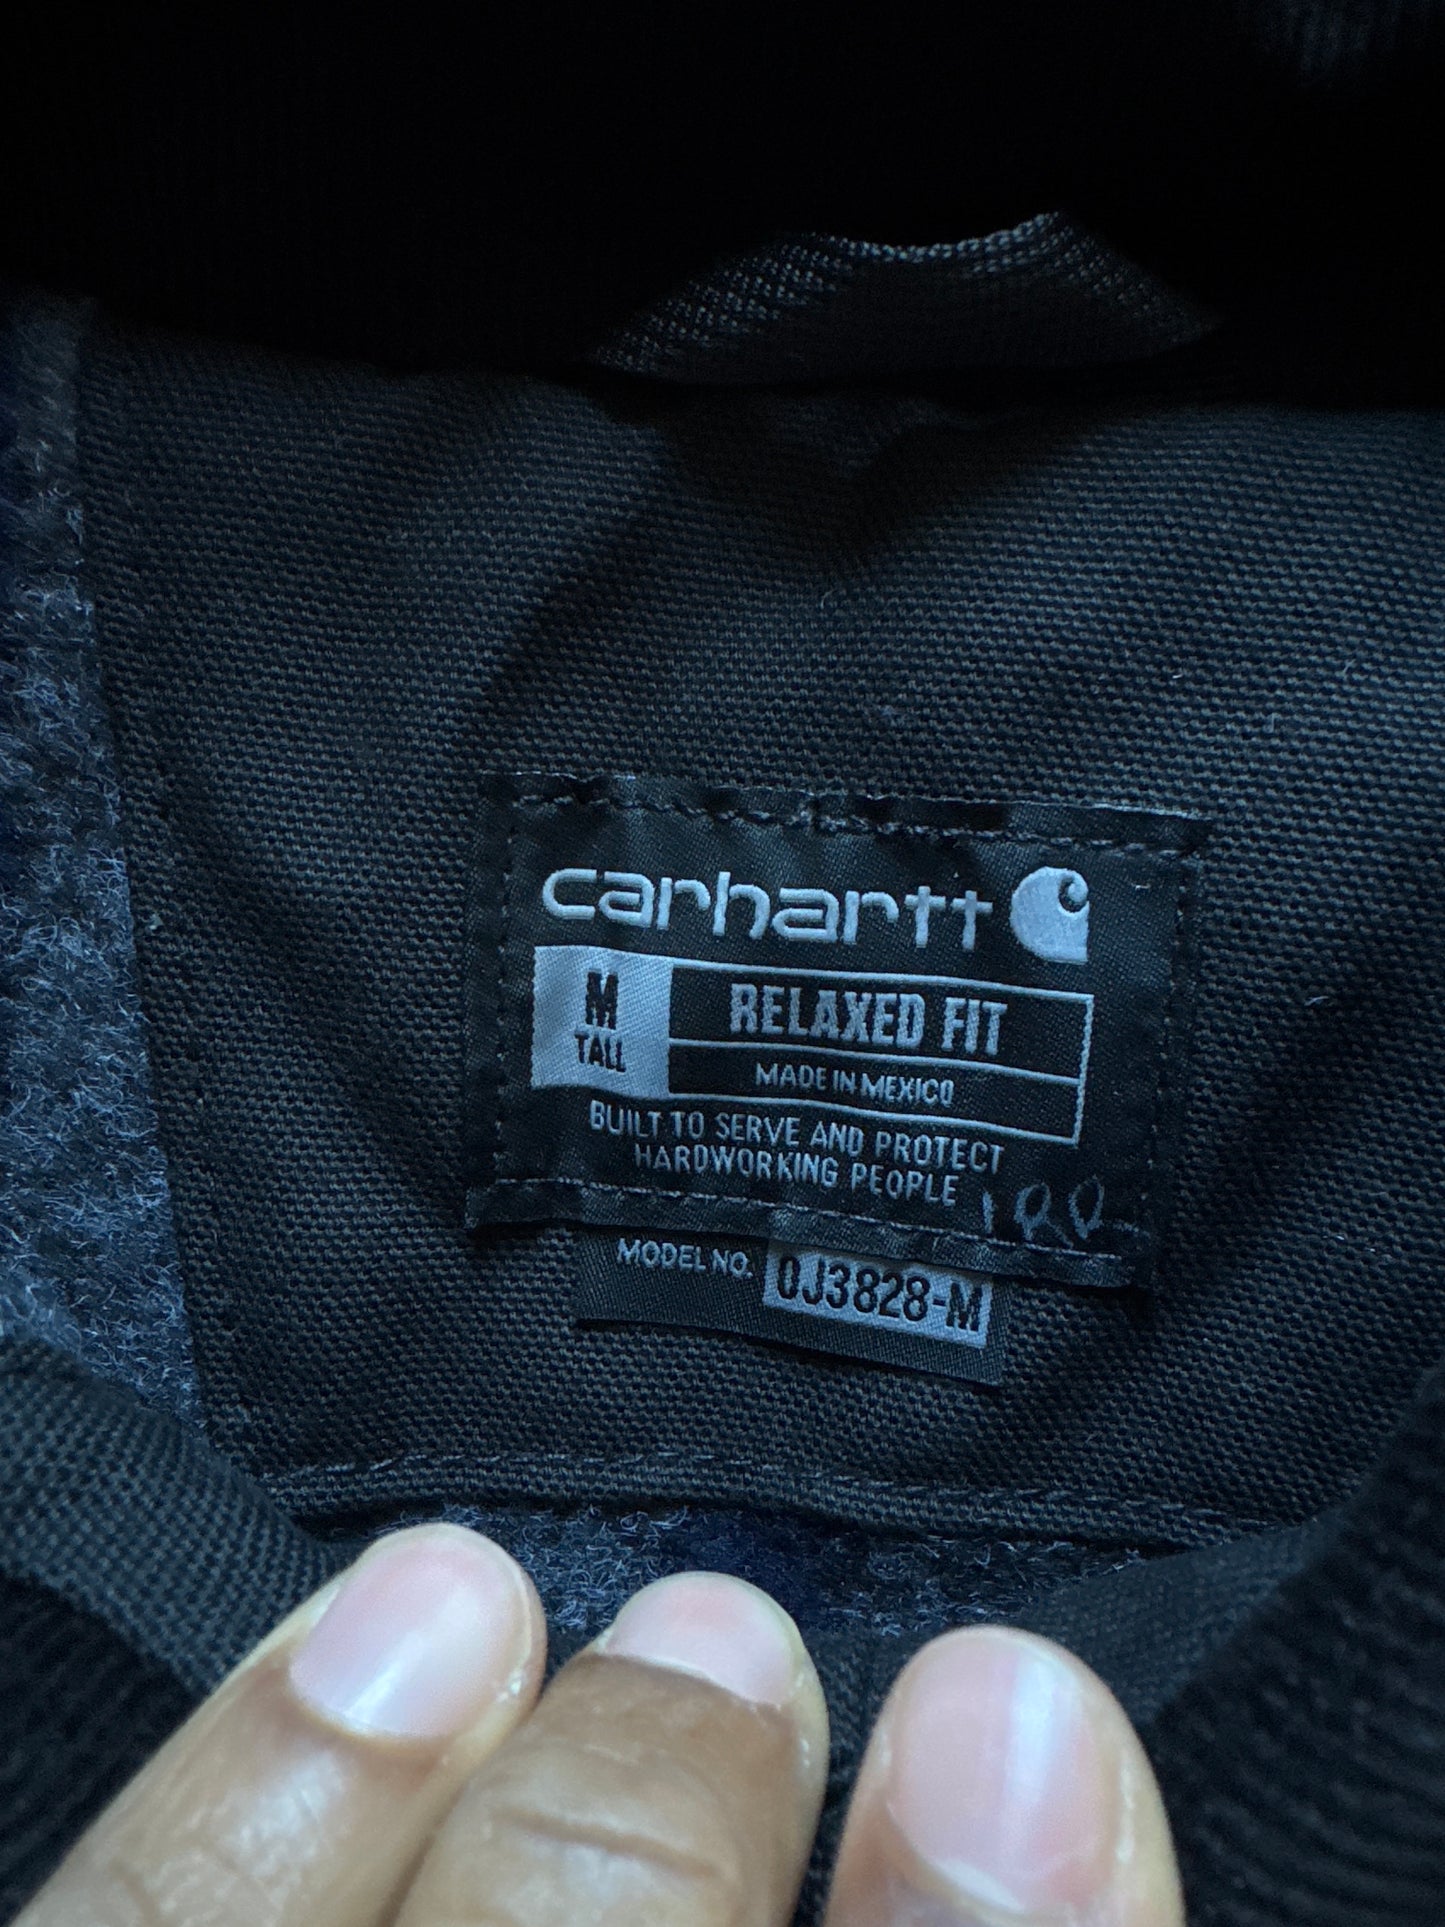 carhartt
M
TALL
RELAXED FIT
MADE IN MEXICO
BUILT TO SERVE AND PROTECT
HARDWORKING PEOPLE
MODEL NO. 0J3828-M